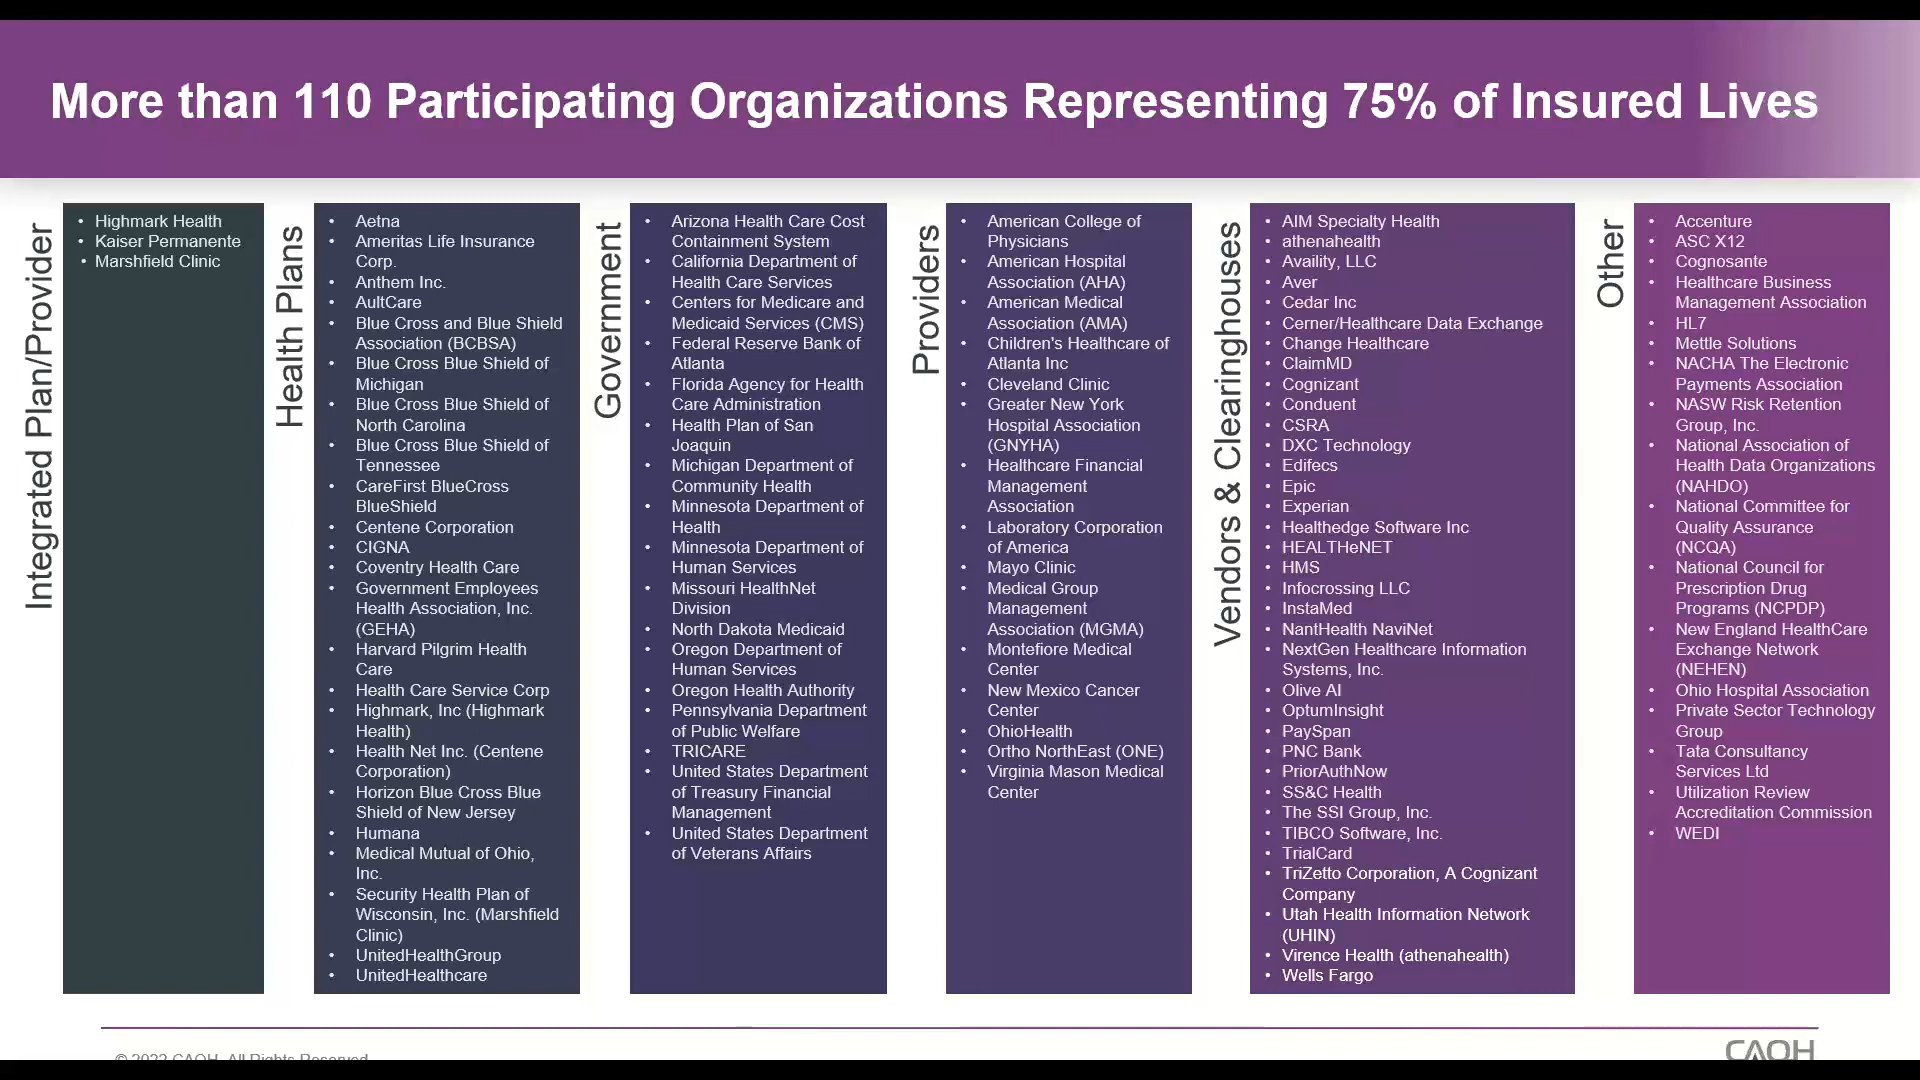 More than 110 Participating Organizations Representing 75% of Insured Lives
Integrated Plan/Provider
• Highmark Health
• Kaiser Permanente
• Marshfield Clinic
Health Plans
• Aetna
• Ameritas Life Insurance
Corp.
• Anthem Inc.
• AultCare
• Blue Cross and Blue Shield
Association (BCBSA)
• Blue Cross Blue Shield of
Michigan
• Blue Cross Blue Shield of
North Carolina
• Blue Cross Blue Shield of
Tennessee
• CareFirst BlueCross
BlueShield
• Centene Corporation
• CIGNA
• Coventry Health Care
• Government Employees
Health Association, Inc.
(GEHA)
• Harvard Pilgrim Health
Care
• Health Care Service Corp
• Highmark, Inc (Highmark
Health)
• Health Net Inc. (Centene
Corporation)
• Horizon Blue Cross Blue
Shield of New Jersey
• Humana
• Medical Mutual of Ohio,
Inc.
• Security Health Plan of
Wisconsin, Inc. (Marshfield
Clinic)
• UnitedHealthGroup
• UnitedHealthcare
Government
• Arizona Health Care Cost
Containment System
• California Department of
Health Care Services
• Centers for Medicare and
Medicaid Services (CMS)
• Federal Reserve Bank of
Atlanta
• Florida Agency for Health
Care Administration
• Health Plan of San
Joaquin
• Michigan Department of
Community Health
• Minnesota Department of
Health
• Minnesota Department of
Human Services
• Missouri HealthNet
Division
• North Dakota Medicaid
• Oregon Department of
Human Services
• Oregon Health Authority
• Pennsylvania Department
of Public Welfare
• TRICARE
• United States Department
of Treasury Financial
Management
• United States Department
of Veterans Affairs
Providers
• American College of
Physicians
• American Hospital
Association (AHA)
• American Medical
Association (AMA)
• Children's Healthcare of
Atlanta Inc
• Cleveland Clinic
• Greater New York
Hospital Association
(GNYHA)
• Healthcare Financial
Management
Association
• Laboratory Corporation
of America
• Mayo Clinic
• Medical Group
Management
Association (MGMA)
• Montefiore Medical
Center
• New Mexico Cancer
Center
• OhioHealth
• Ortho NorthEast (ONE)
• Virginia Mason Medical
Center
Vendors & Clearinghouses
• AIM Specialty Health
• athenahealth
• Availity, LLC
• Aver
• Cedar Inc
• Cerner/Healthcare Data Exchange
• Change Healthcare
• ClaimMD
• Cognizant
• Conduent
• CSRA
• DXC Technology
• Edifecs
• Epic
• Experian
• Healthedge Software Inc
• HEALTHeNET
• HMS
• Infocrossing LLC
• InstaMed
• NantHealth NaviNet
• NextGen Healthcare Information
Systems, Inc.
• Olive AI
• OptumInsight
• PaySpan
• PNC Bank
• PriorAuthNow
• SS&C Health
• The SSI Group, Inc.
• TIBCO Software, Inc.
• TrialCard
• TriZetto Corporation, A Cognizant
Company
• Utah Health Information Network
(UHIN)
• Virence Health (athenahealth)
• Wells Fargo
Other
• Accenture
• ASC X12
• Cognosante
• Healthcare Business
Management Association
• HL7
• Mettle Solutions
• NACHA The Electronic
Payments Association
• NASW Risk Retention
Group, Inc.
• National Association of
Health Data Organizations
(NAHDO)
• National Committee for
Quality Assurance
(NCQA)
• National Council for
Prescription Drug
Programs (NCPDP)
• New England HealthCare
Exchange Network
(NEHEN)
• Ohio Hospital Association
• Private Sector Technology
Group
• Tata Consultancy
Services Ltd
• Utilization Review
Accreditation Commission
• WEDI
© 2022 CAQH, All Rights Reserved
CAQH